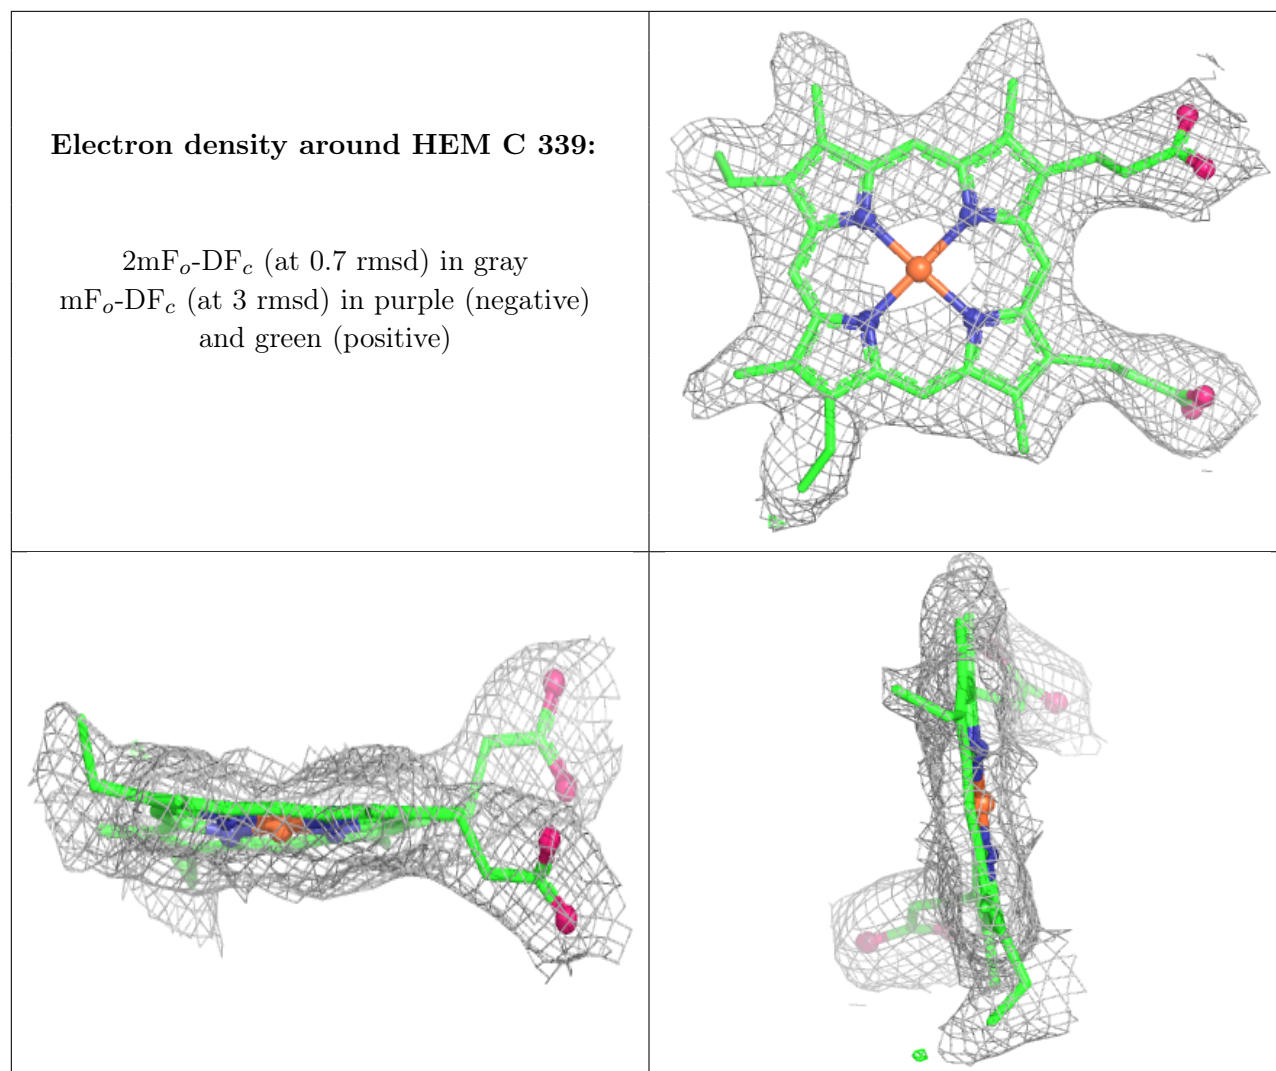 Electron density around HEM C 339:
2mFo-DFc (at 0.7 rmsd) in gray
mFo-DFc (at 3 rmsd) in purple (negative)
and green (positive)